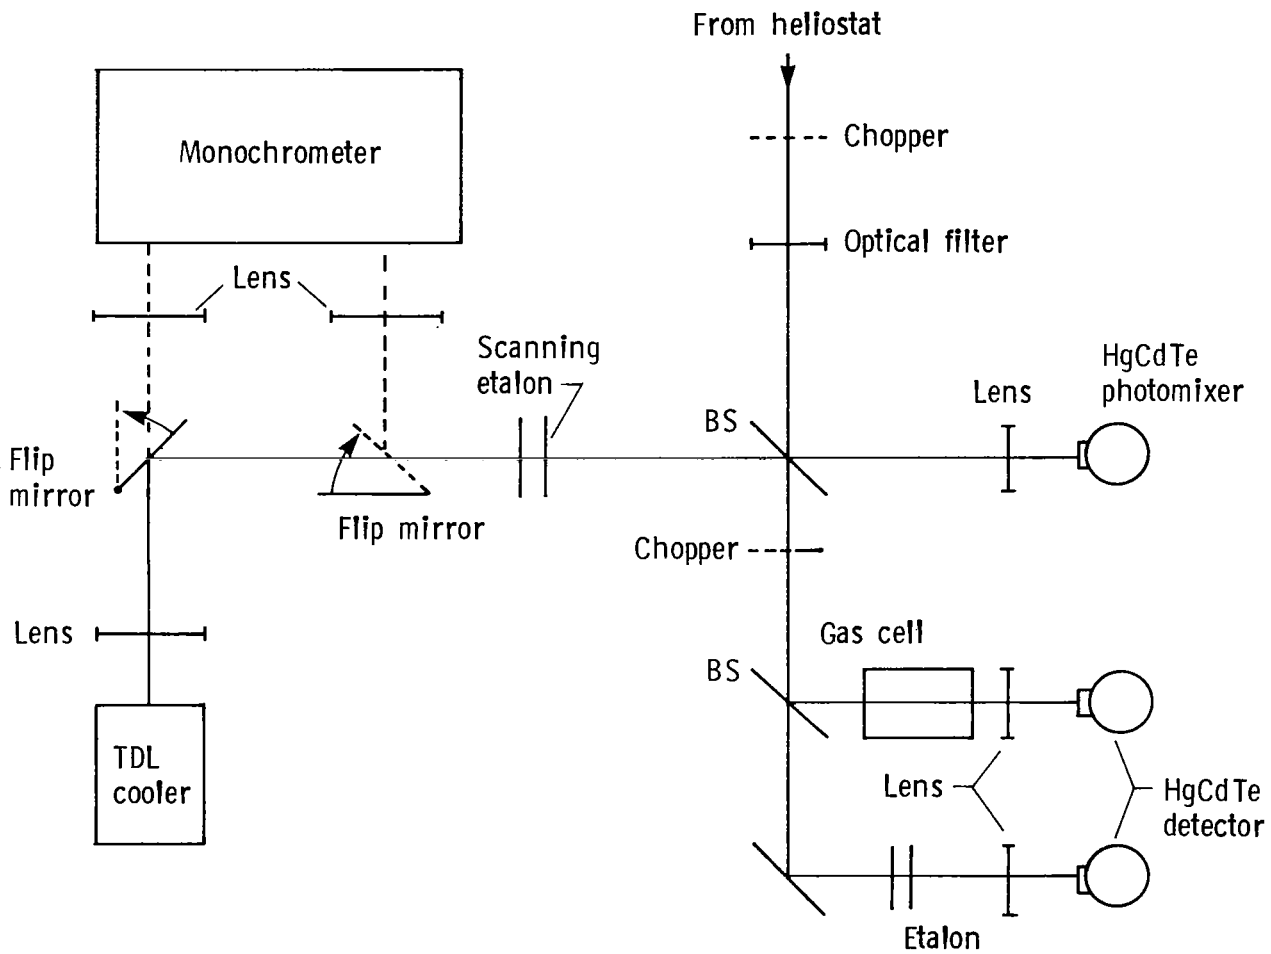 From heliostat
Monochrometer
Chopper
Optical filter
Lens
Scanning
etalon
HgCdTe
photomixer
Lens
BS
Flip
mirror
Flip mirror
Chopper
Lens
Gas cell
BS
TDL
cooler
Lens
HgCdTe
detector
Etalon